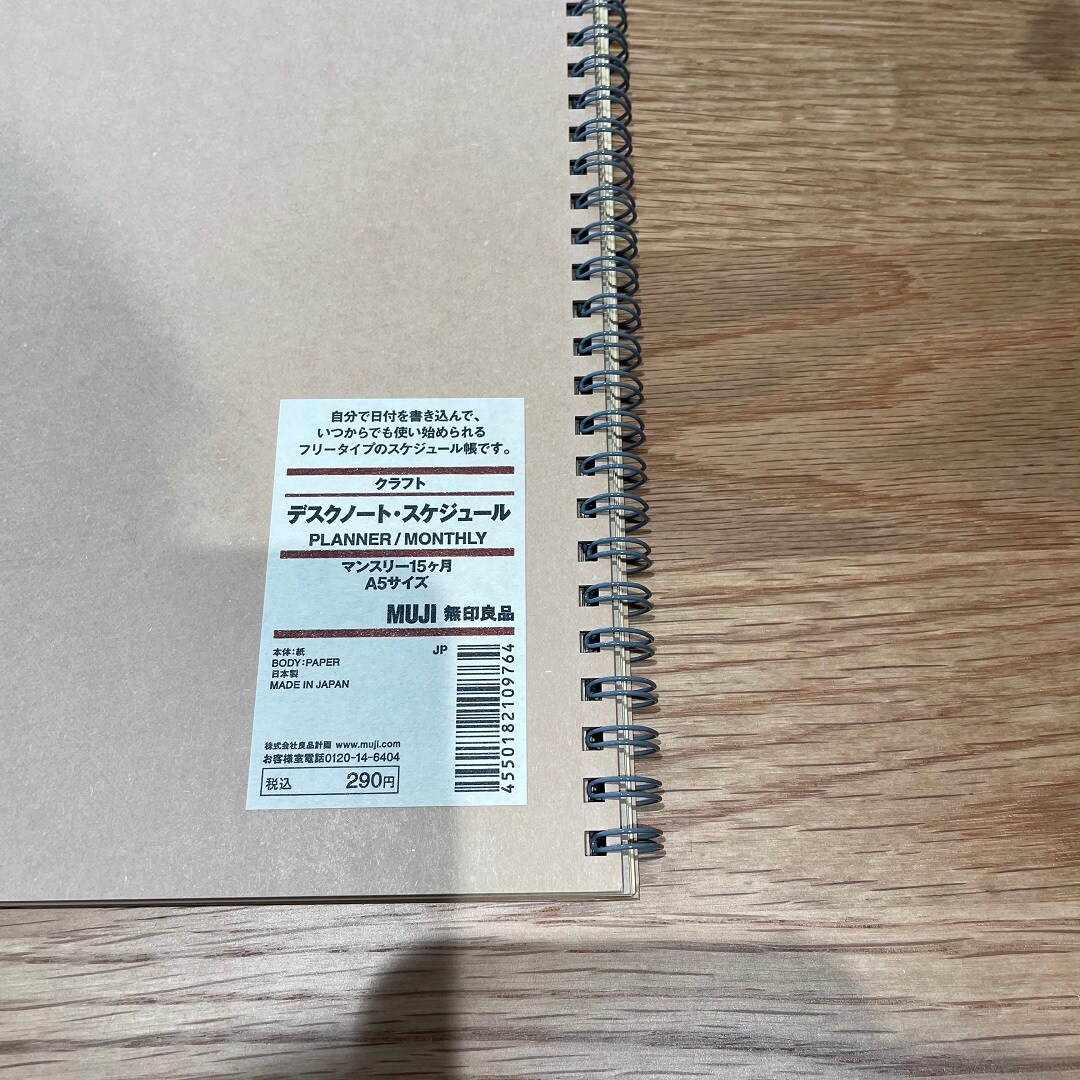 自分で日付を書き込んで、
いつからでも使い始められる
フリータイプのスケジュール帳です。
クラフト
デスクノート・スケジュール
PLANNER/MONTHLY
マンスリー15ヶ月
A5サイズ
MUJI 無印良品
本体:紙
BODY:PAPER
日本製
MADE IN JAPAN
JP
4550182109764
株式会社良品計画 www.muji.com
お客様室電話0120-14-6404
税込 290円